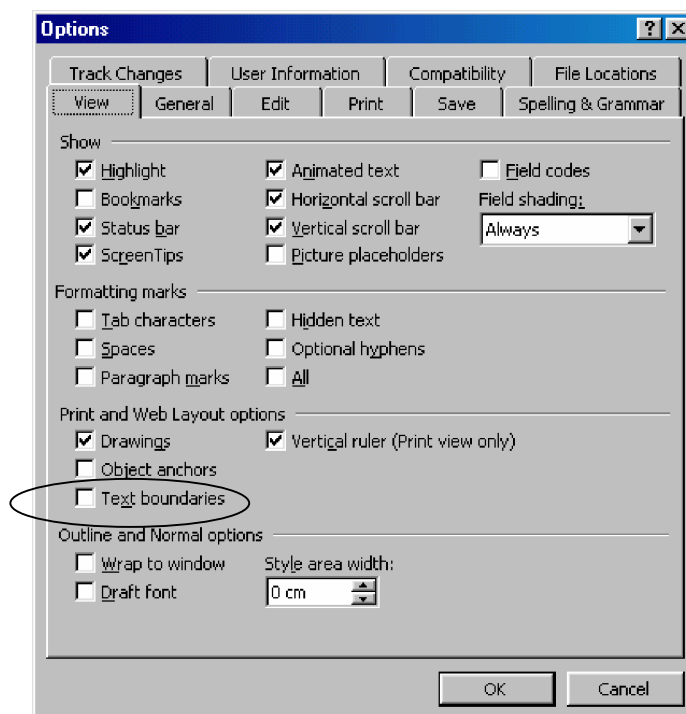 Options
Track Changes User Information Compatibility File Locations
View General Edit Print Save Spelling & Grammar
Show
Highlight Animated text Field codes
Bookmarks Horizontal scroll bar Field shading:
Status bar Vertical scroll bar Always
ScreenTips Picture placeholders
Formatting marks
Tab characters Hidden text
Spaces Optional hyphens
Paragraph marks All
Print and Web Layout options
Drawings Vertical ruler (Print view only)
Object anchors
Text boundaries
Outline and Normal options
Wrap to window Style area width:
Draft font 0 cm
OK Cancel